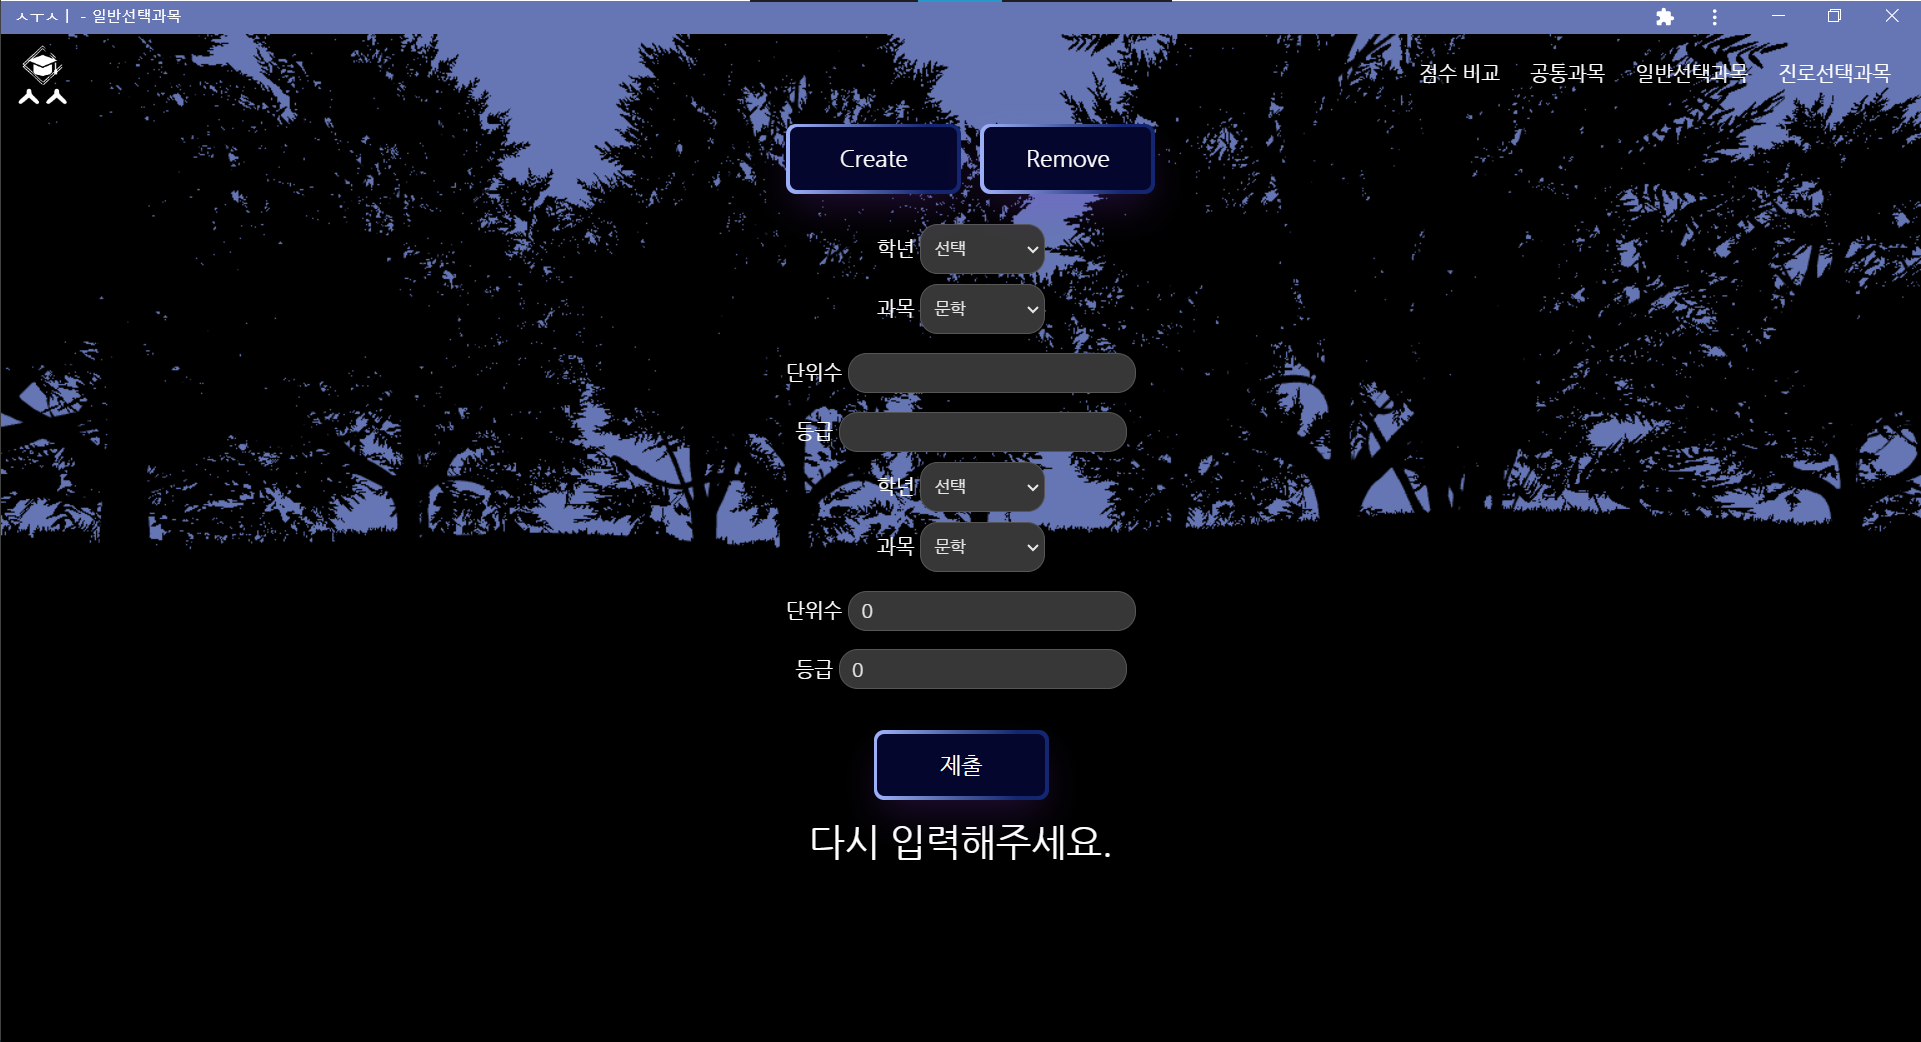 ㅅㅜㅅㅣ - 일반선택과목
ㅅㅅ
점수 비교 공통과목 일반선택과목 진로선택과목
Create Remove
학년 선택
과목 문학
단위수
등급
학년 선택
과목 문학
단위수 0
등급 0
제출
다시 입력해주세요.